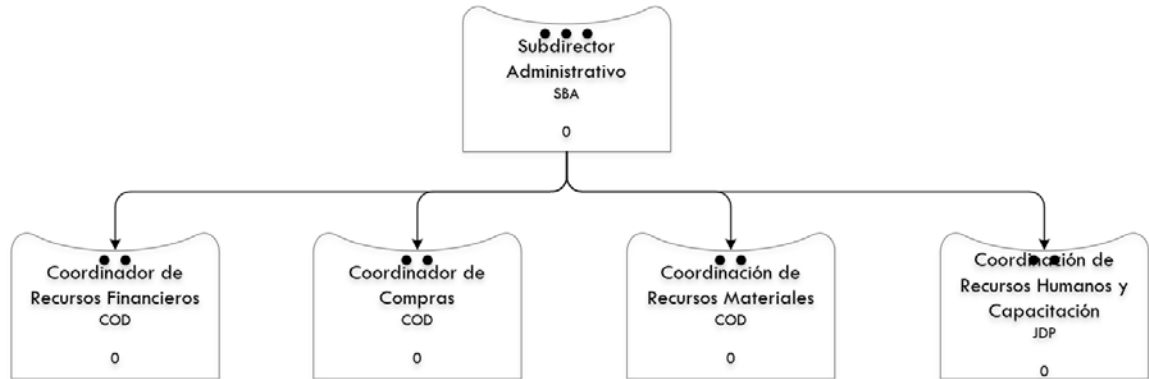 Subdirector
Administrativo
SBA
0
Coordinador de
Recursos Financieros
COD
0
Coordinador de
Compras
COD
0
Coordinación de
Recursos Materiales
COD
0
Coordinación de
Recursos Humanos y
Capacitación
JDP
0